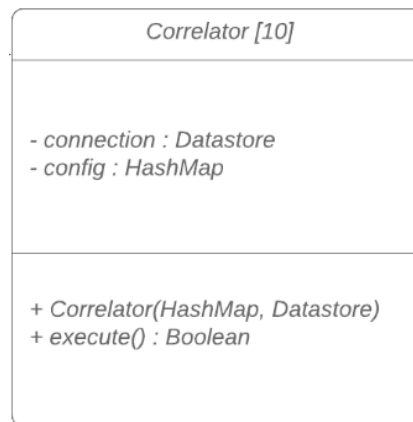 Correlator [10]
- connection : Datastore
- config : HashMap
+ Correlator(HashMap, Datastore)
+ execute() : Boolean